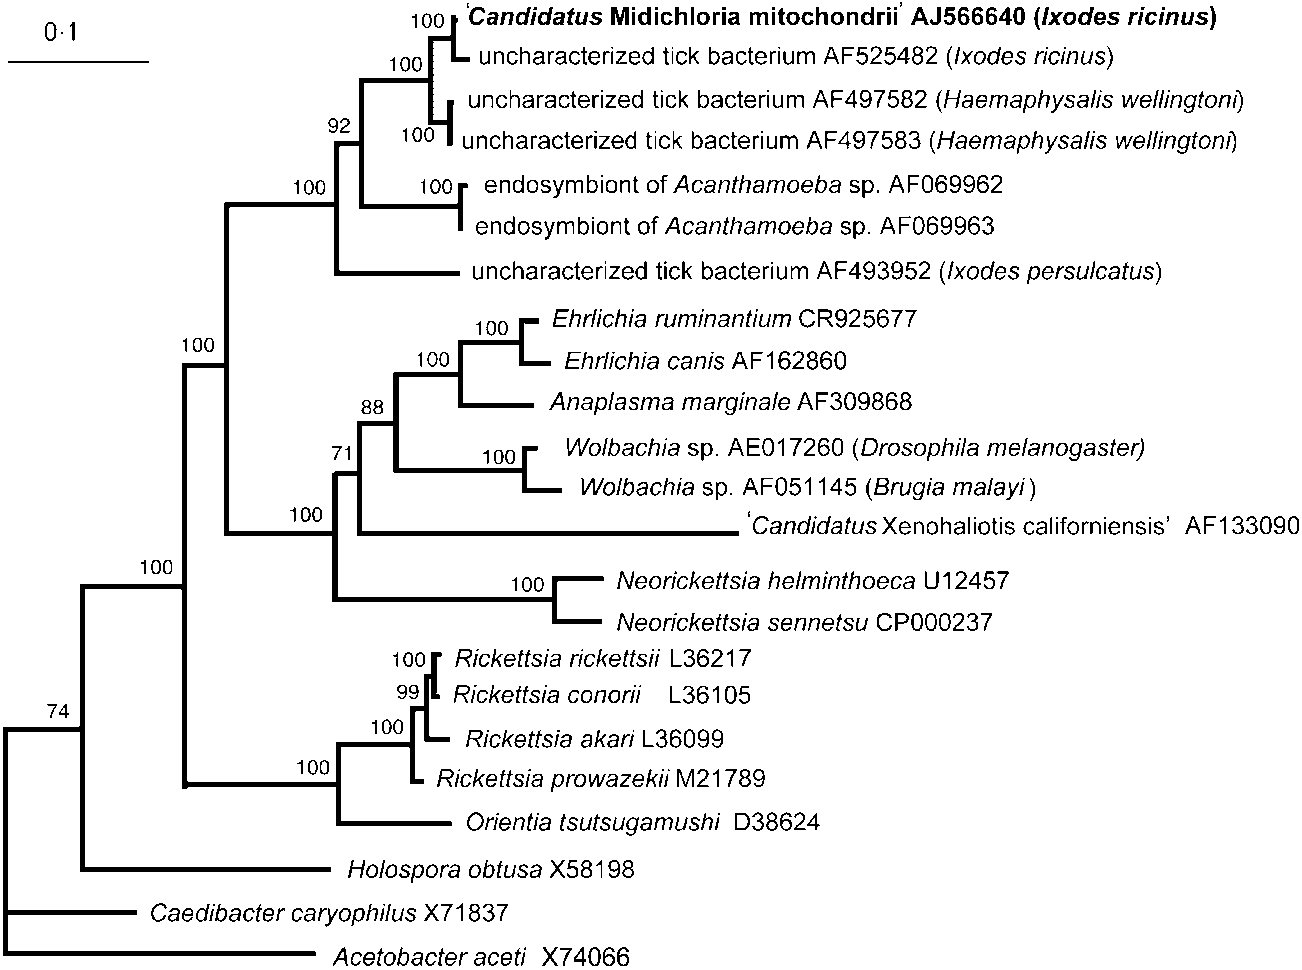 0·1
100 'Candidatus Midichloria mitochondrii' AJ566640 (Ixodes ricinus)
uncharacterized tick bacterium AF525482 (Ixodes ricinus)
100
uncharacterized tick bacterium AF497582 (Haemaphysalis wellingtoni)
92
100 uncharacterized tick bacterium AF497583 (Haemaphysalis wellingtoni)
100 100 endosymbiont of Acanthamoeba sp. AF069962
endosymbiont of Acanthamoeba sp. AF069963
uncharacterized tick bacterium AF493952 (Ixodes persulcatus)
Ehrlichia ruminantium CR925677
100
100
100 Ehrlichia canis AF162860
Anaplasma marginale AF309868
88
Wolbachia sp. AE017260 (Drosophila melanogaster)
71 100
Wolbachia sp. AF051145 (Brugia malayi)
100
'Candidatus Xenohaliotis californiensis' AF133090
100
100 Neorickettsia helminthoeca U12457
Neorickettsia sennetsu CP000237
100 Rickettsia rickettsii L36217
99 Rickettsia conorii L36105
74
100
Rickettsia akari L36099
100
Rickettsia prowazekii M21789
Orientia tsutsugamushi D38624
Holospora obtusa X58198
Caedibacter caryophilus X71837
Acetobacter aceti X74066